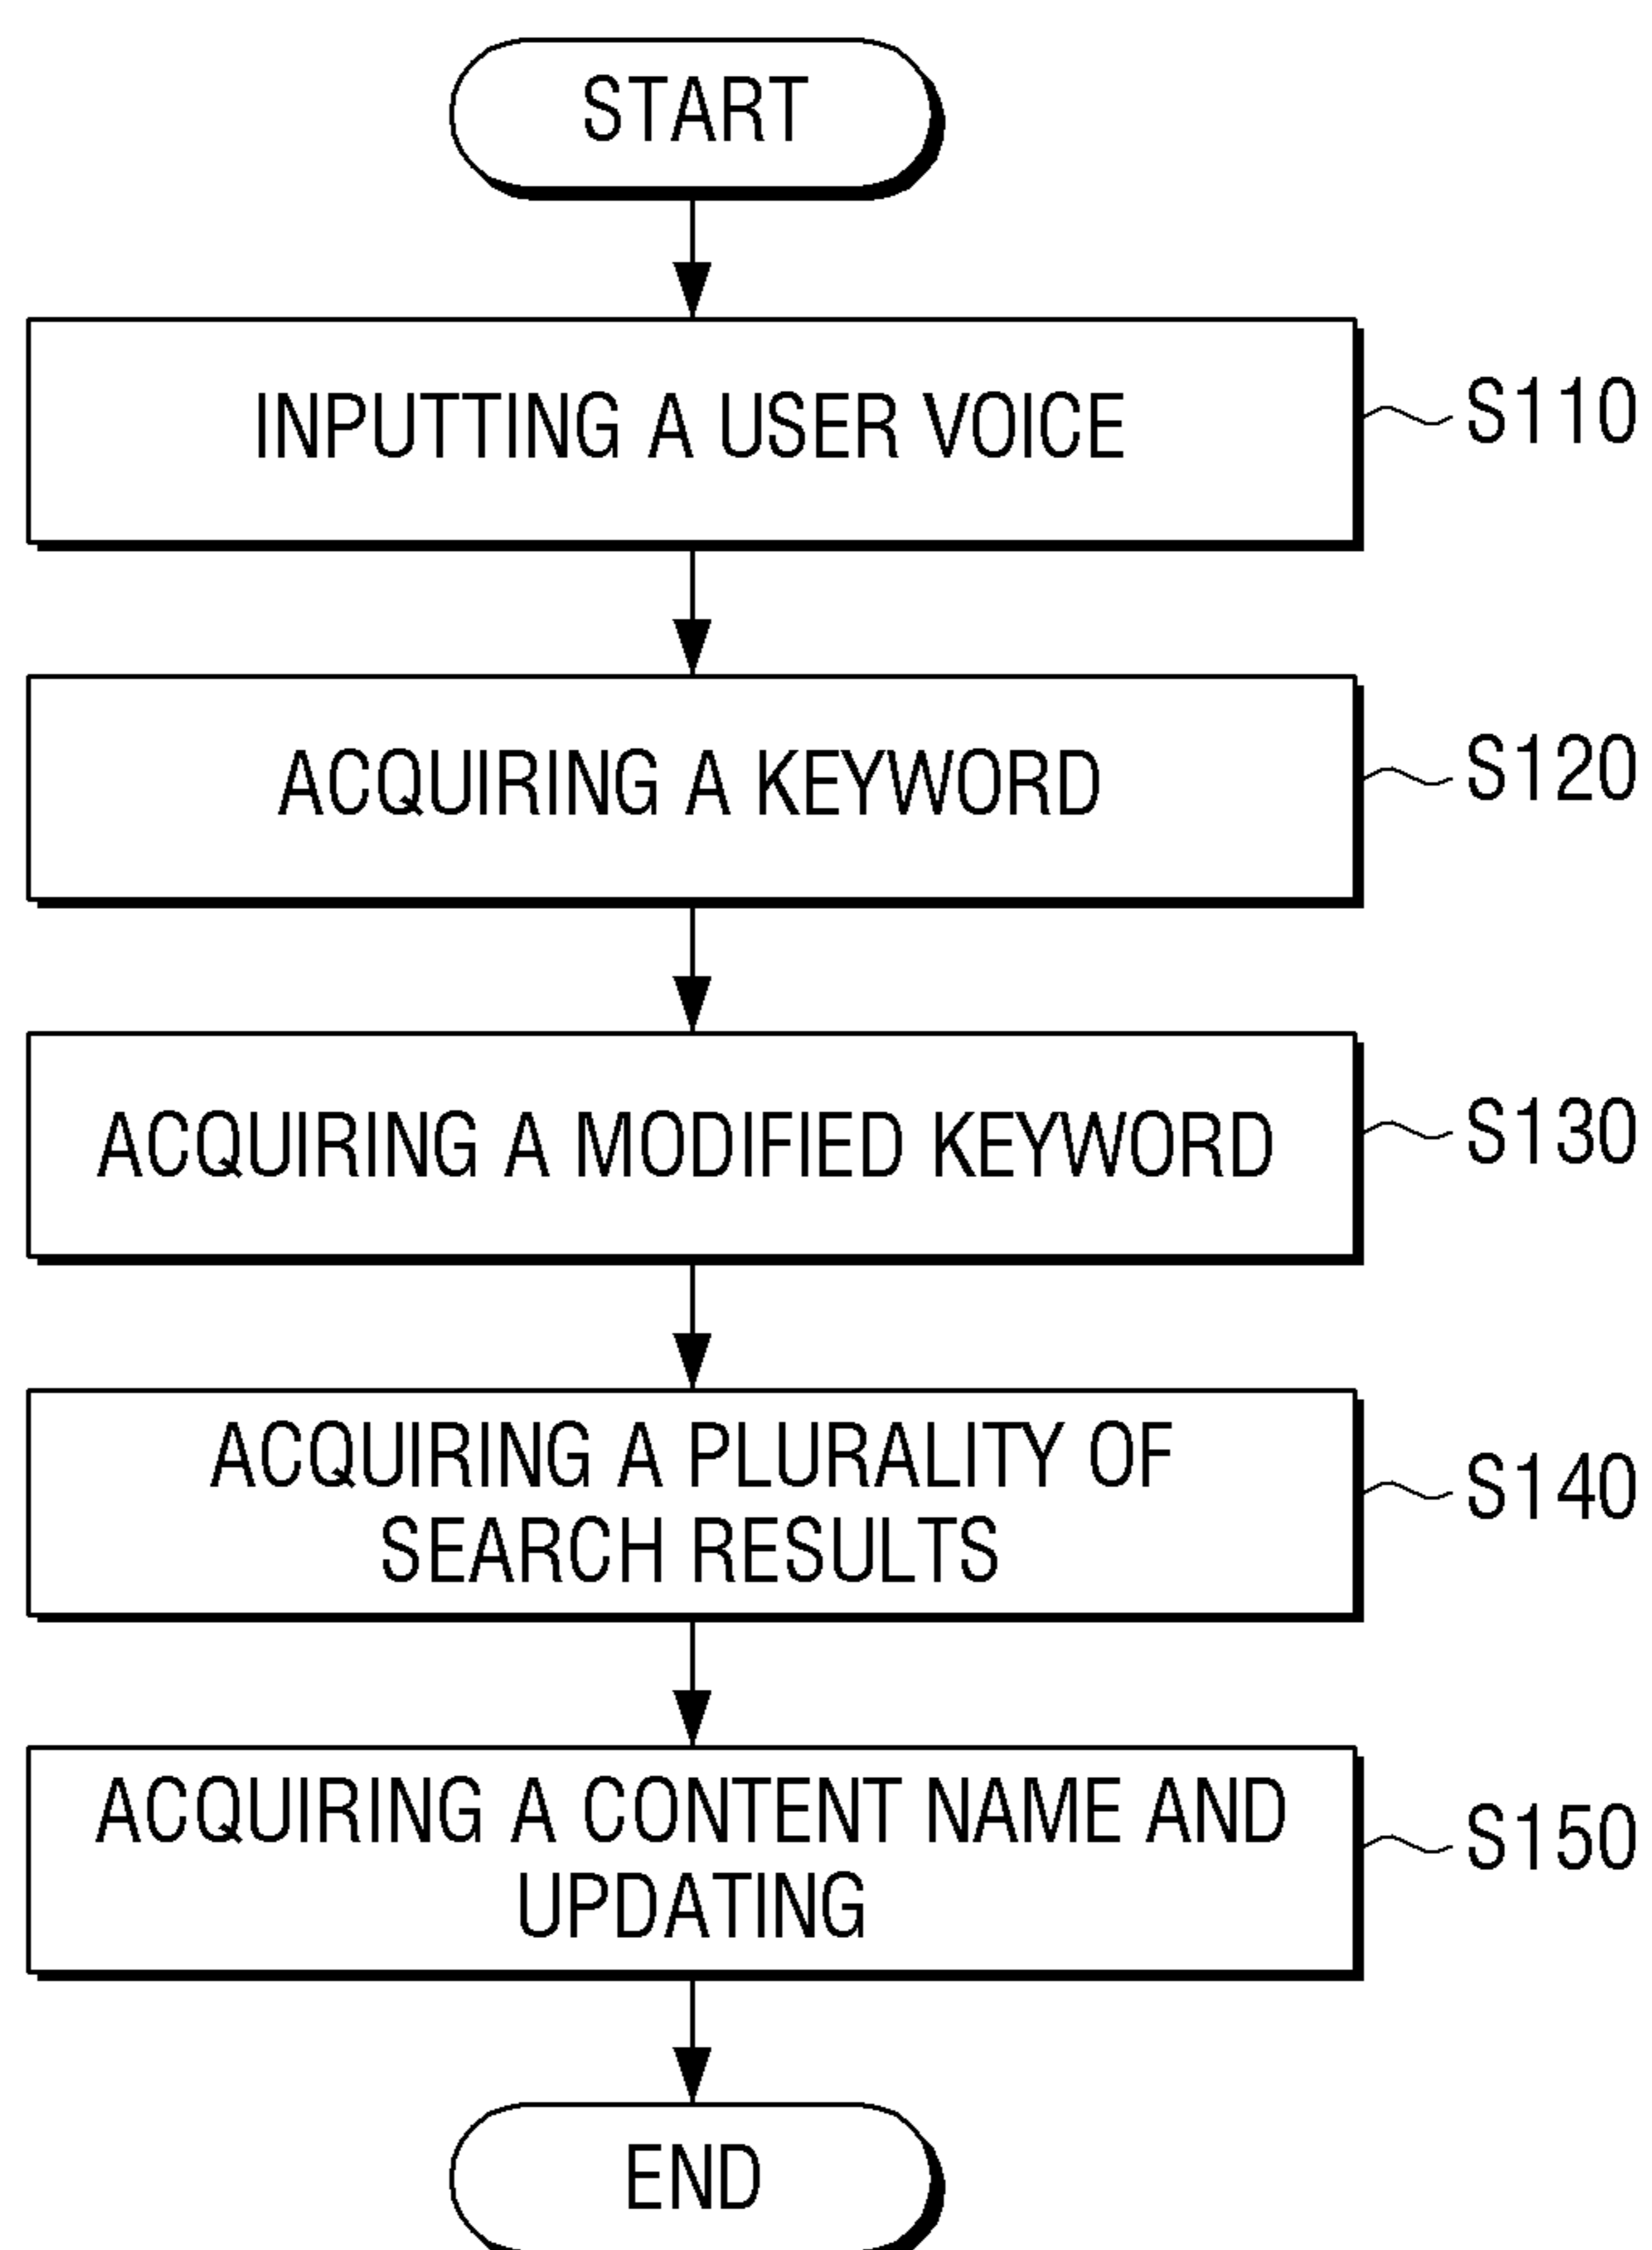 START
INPUTTING A USER VOICE
S110
ACQUIRING A KEYWORD
S120
ACQUIRING A MODIFIED KEYWORD
S130
ACQUIRING A PLURALITY OF
SEARCH RESULTS
S140
ACQUIRING A CONTENT NAME AND
UPDATING
S150
END